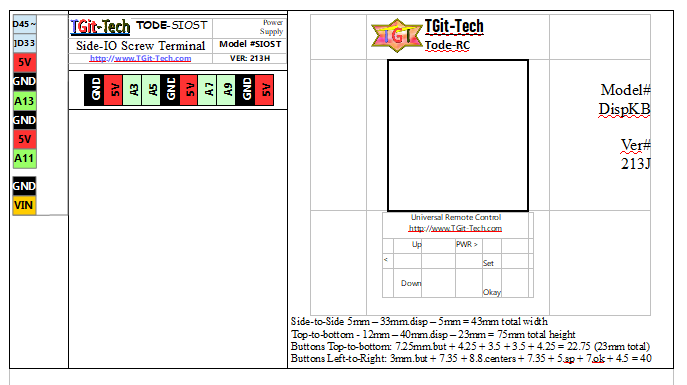 D45 ~
JD33
5V
GND
A13
GND
5V
A11
GND
VIN
TGit-Tech TODE-SIOST
Power
Supply
Side-IO Screw Terminal
Model #SIOST
http://www.TGit-Tech.com
VER: 213H
GND 5V A3 A5 GND 5V A7 A9 GND 5V
TGT
TGit-Tech
Tode-RC
Model#
DispKB
Ver#
213J
Universal Remote Control
http://www.TGit-Tech.com
Up PWR >
<
Set
Down
Okay
Side-to-Side 5mm – 33mm.disp – 5mm = 43mm total width
Top-to-bottom - 12mm – 40mm.disp – 23mm = 75mm total height
Buttons Top-to-bottom: 7.25mm.but + 4.25 + 3.5 + 3.5 + 4.25 = 22.75 (23mm total)
Buttons Left-to-Right: 3mm.but + 7.35 + 8.8.centers + 7.35 + 5.sp + 7.ok + 4.5 = 40